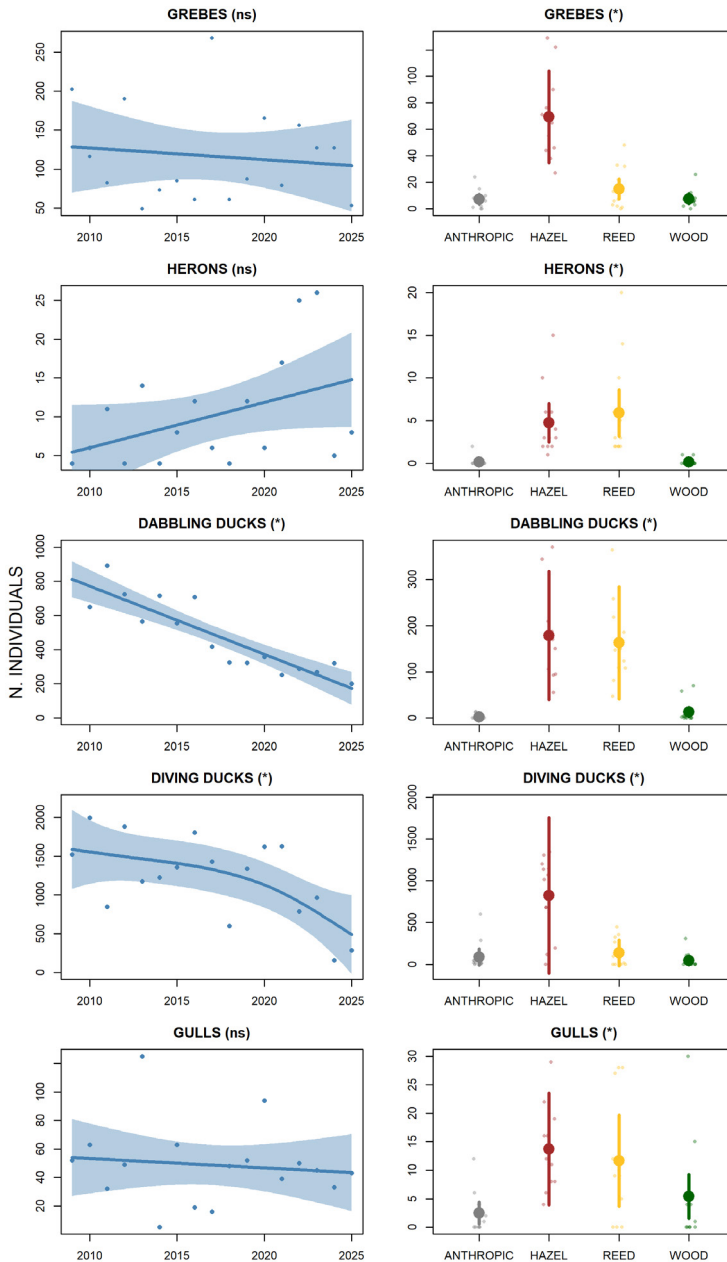 GREBES (ns)
250
200
150
100
50
2010 2015 2020 2025
GREBES (*)
100
80
60
40
20
0
ANTHROPIC HAZEL REED WOOD
HERONS (ns)
25
20
15
10
5
2010 2015 2020 2025
HERONS (*)
20
15
10
5
0
ANTHROPIC HAZEL REED WOOD
N. INDIVIDUALS
DABBLING DUCKS (*)
1000
800
600
400
200
0
2010 2015 2020 2025
DABBLING DUCKS (*)
300
200
100
0
ANTHROPIC HAZEL REED WOOD
DIVING DUCKS (*)
2000
1500
1000
500
0
2010 2015 2020 2025
DIVING DUCKS (*)
2000
1500
1000
500
0
ANTHROPIC HAZEL REED WOOD
GULLS (ns)
100
80
60
40
20
2010 2015 2020 2025
GULLS (*)
30
25
20
15
10
5
0
ANTHROPIC HAZEL REED WOOD